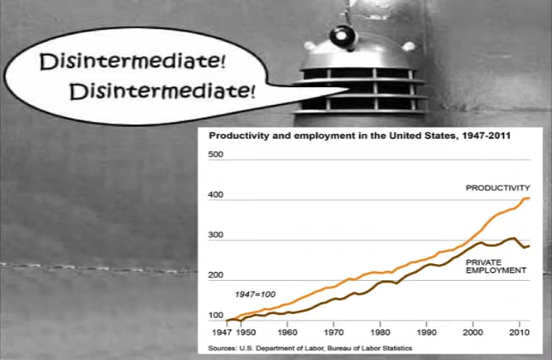 Disintermediate!
Disintermediate!
Productivity and employment in the United States, 1947-2011
500
400
PRODUCTIVITY
300
PRIVATE
EMPLOYMENT
200
1947=100
100
1947 1950 1960 1970 1980 1990 2000 2010
Sources: U.S. Department of Labor, Bureau of Labor Statistics